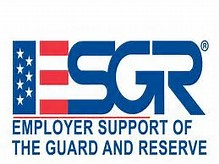 ESGR®
EMPLOYER SUPPORT OF
THE GUARD AND RESERVE